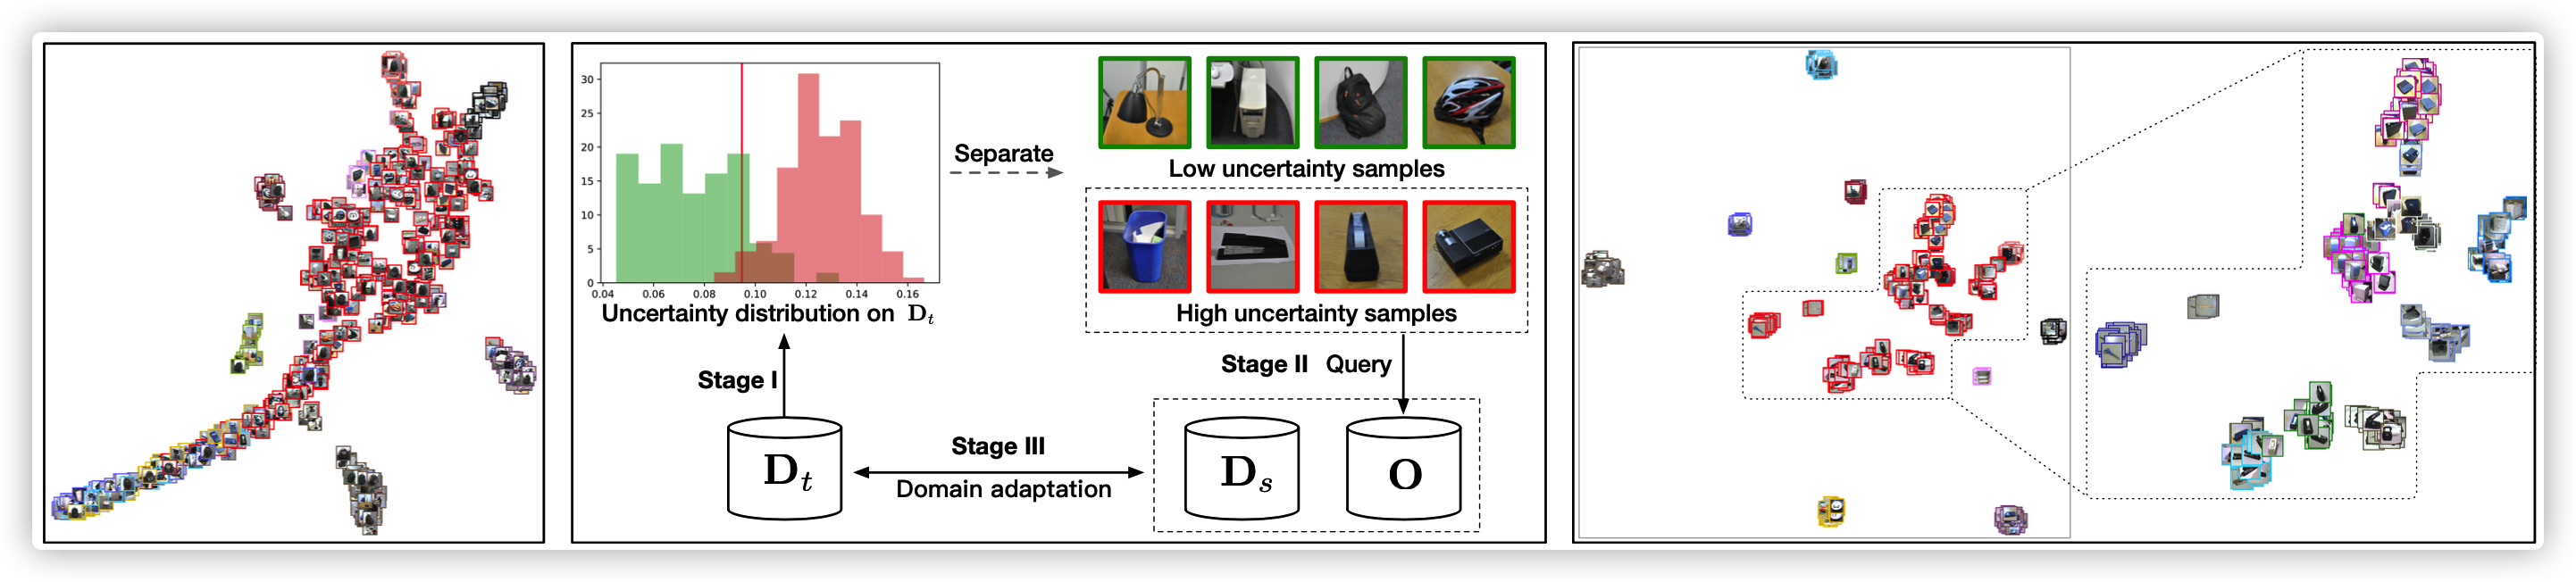 30
25
20
15
10
5
0
0.04 0.06 0.08 0.10 0.12 0.14 0.16
Uncertainty distribution on D_t
Separate
Low uncertainty samples
High uncertainty samples
Stage I
Stage II Query
Stage III
Domain adaptation
D_t
D_s
O